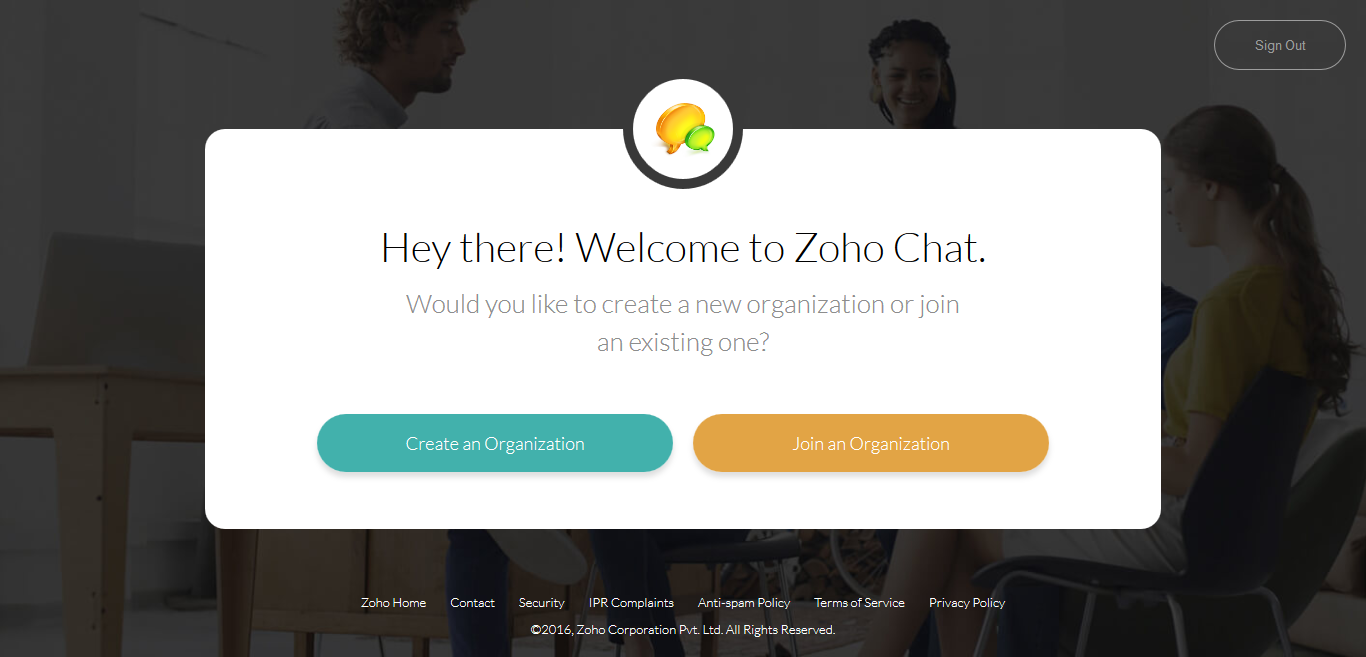 Sign Out
Hey there! Welcome to Zoho Chat.
Would you like to create a new organization or join
an existing one?
Create an Organization
Join an Organization
Zoho Home Contact Security IPR Complaints Anti-spam Policy Terms of Service Privacy Policy
©2016, Zoho Corporation Pvt. Ltd. All Rights Reserved.